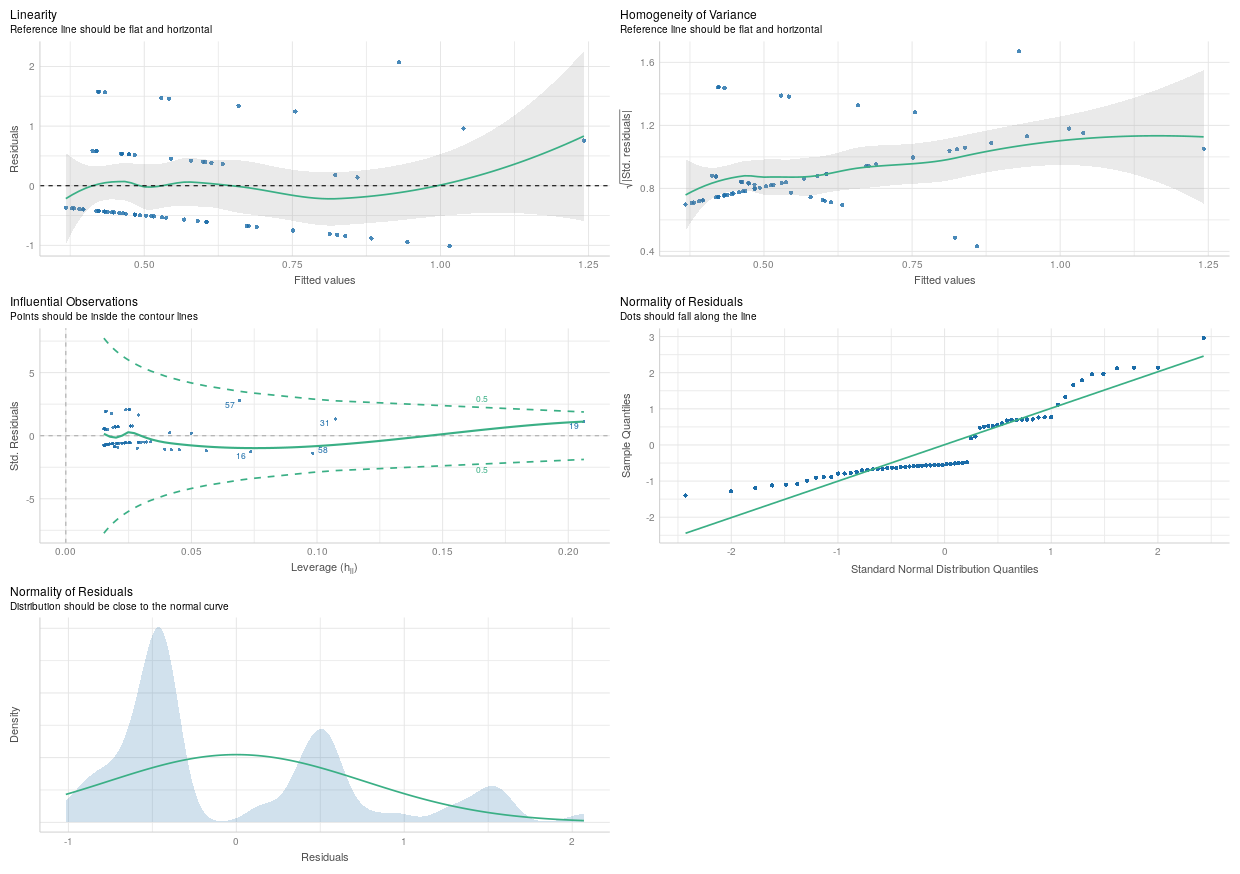 Linearity
Reference line should be flat and horizontal
2
1
0
-1
Residuals
0.50
0.75
1.00
1.25
Fitted values
Homogeneity of Variance
Reference line should be flat and horizontal
1.6
1.2
0.8
0.4
√|Std. residuals|
0.50
0.75
1.00
1.25
Fitted values
Influential Observations
Points should be inside the contour lines
5
0
-5
Std. Residuals
57
31
16
58
19
0.5
0.5
0.00
0.05
0.10
0.15
0.20
Leverage (hii)
Normality of Residuals
Dots should fall along the line
3
2
1
0
-1
-2
Sample Quantiles
-2
-1
0
1
2
Standard Normal Distribution Quantiles
Normality of Residuals
Distribution should be close to the normal curve
Density
-1
0
1
2
Residuals